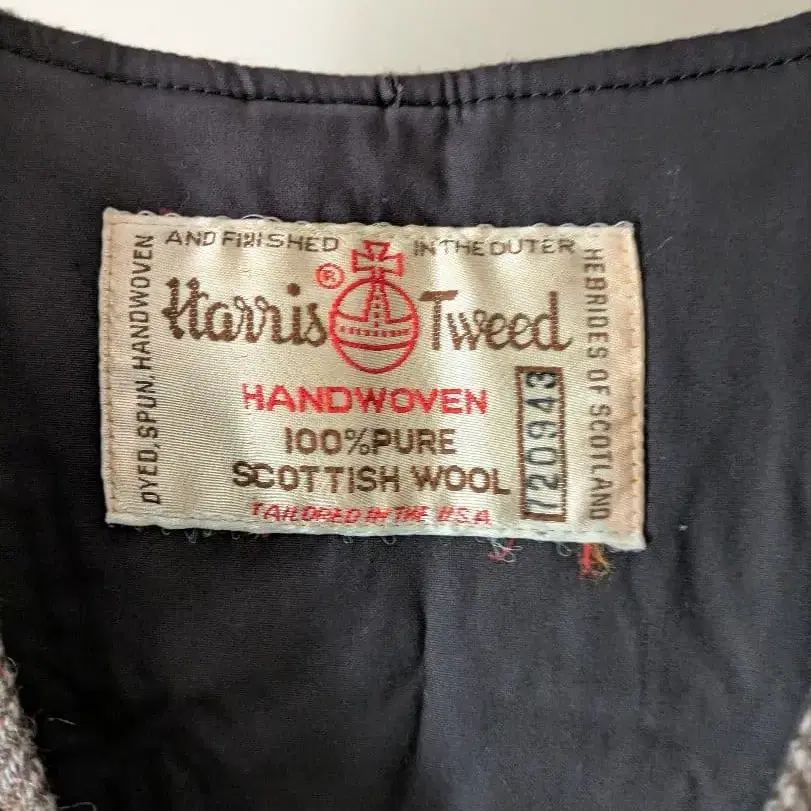 DYED, SPUN, HANDWOVEN
AND FINISHED IN THE OUTER
HEBRIDES OF SCOTLAND
Harris ® Tweed
HANDWOVEN
100% PURE
SCOTTISH WOOL
TAILORED IN THE U.S.A
1720943